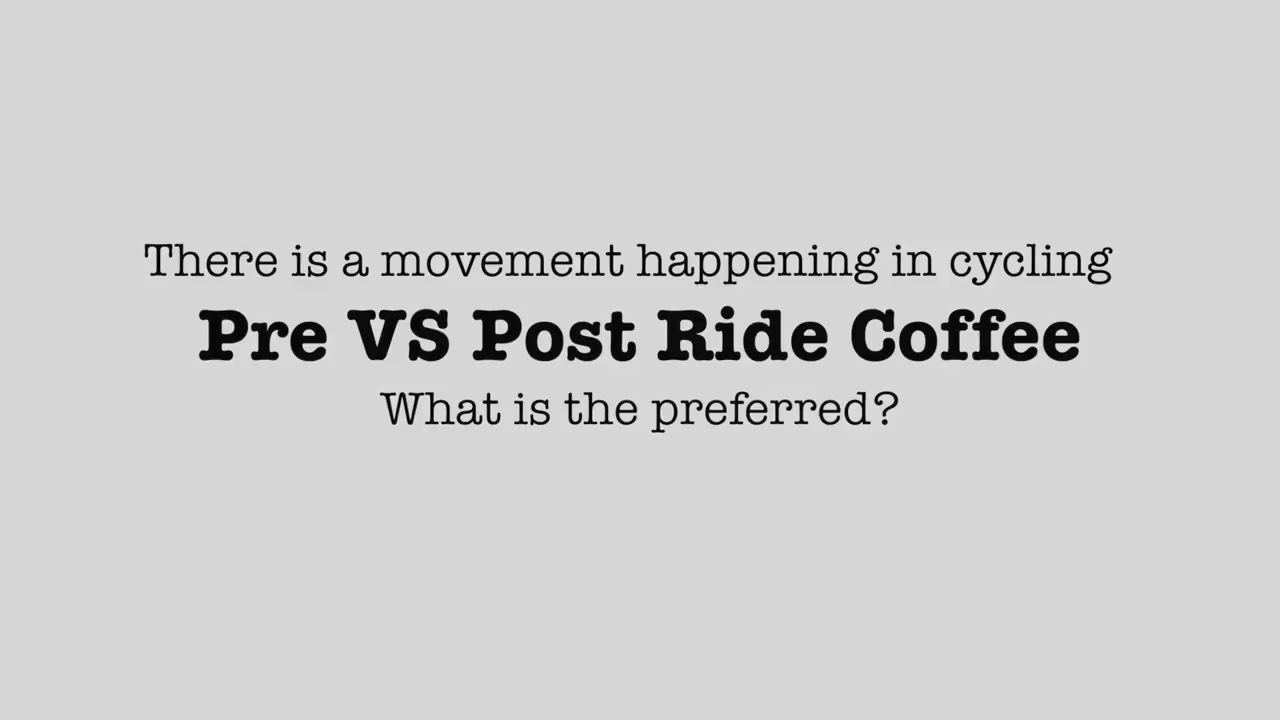 There is a movement happening in cycling
Pre VS Post Ride Coffee
What is the preferred?